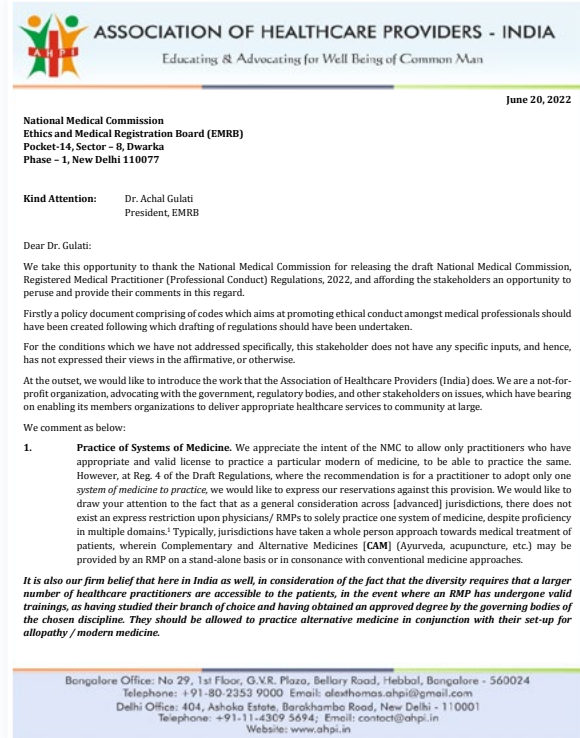 ASSOCIATION OF HEALTHCARE PROVIDERS - INDIA
AHPI
Educating & Advocating for Well Being of Common Man
June 20, 2022
National Medical Commission
Ethics and Medical Registration Board (EMRB)
Pocket-14, Sector – 8, Dwarka
Phase – 1, New Delhi 110077
Kind Attention: Dr. Achal Gulati
President, EMRB
Dear Dr. Gulati:
We take this opportunity to thank the National Medical Commission for releasing the draft National Medical Commission,
Registered Medical Practitioner (Professional Conduct) Regulations, 2022, and affording the stakeholders an opportunity to
peruse and provide their comments in this regard.
Firstly a policy document comprising of codes which aims at promoting ethical conduct amongst medical professionals should
have been created following which drafting of regulations should have been undertaken.
For the conditions which we have not addressed specifically, this stakeholder does not have any specific inputs, and hence,
has not expressed their views in the affirmative, or otherwise.
At the outset, we would like to introduce the work that the Association of Healthcare Providers (India) does. We are a not-for-
profit organization, advocating with the government, regulatory bodies, and other stakeholders on issues, which have bearing
on enabling its members organizations to deliver appropriate healthcare services to community at large.
We comment as below:
1. Practice of Systems of Medicine. We appreciate the intent of the NMC to allow only practitioners who have
appropriate and valid license to practice a particular modern of medicine, to be able to practice the same.
However, at Reg. 4 of the Draft Regulations, where the recommendation is for a practitioner to adopt only one
system of medicine to practice, we would like to express our reservations against this provision. We would like to
draw your attention to the fact that as a general consideration across [advanced] jurisdictions, there does not
exist an express restriction upon physicians/ RMPs to solely practice one system of medicine, despite proficiency
in multiple domains.¹ Typically, jurisdictions have taken a whole person approach towards medical treatment of
patients, wherein Complementary and Alternative Medicines [CAM] (Ayurveda, acupuncture, etc.) may be
provided by an RMP on a stand-alone basis or in consonance with conventional medicine approaches.
It is also our firm belief that here in India as well, in consideration of the fact that the diversity requires that a larger
number of healthcare practitioners are accessible to the patients, in the event where an RMP has undergone valid
trainings, as having studied their branch of choice and having obtained an approved degree by the governing bodies of
the chosen discipline. They should be allowed to practice alternative medicine in conjunction with their set-up for
allopathy / modern medicine.
Bangalore Office: No 29, 1st Floor, G.V.R. Plaza, Bellary Road, Hebbal, Bangalore - 560024
Telephone: +91-80-2353 9000 Email: alexthomas.ahpi@gmail.com
Delhi Office: 404, Ashoka Estate, Barakhamba Road, New Delhi - 110001
Telephone: +91-11-4309 5694; Email: contact@ahpi.in
Website: www.ahpi.in